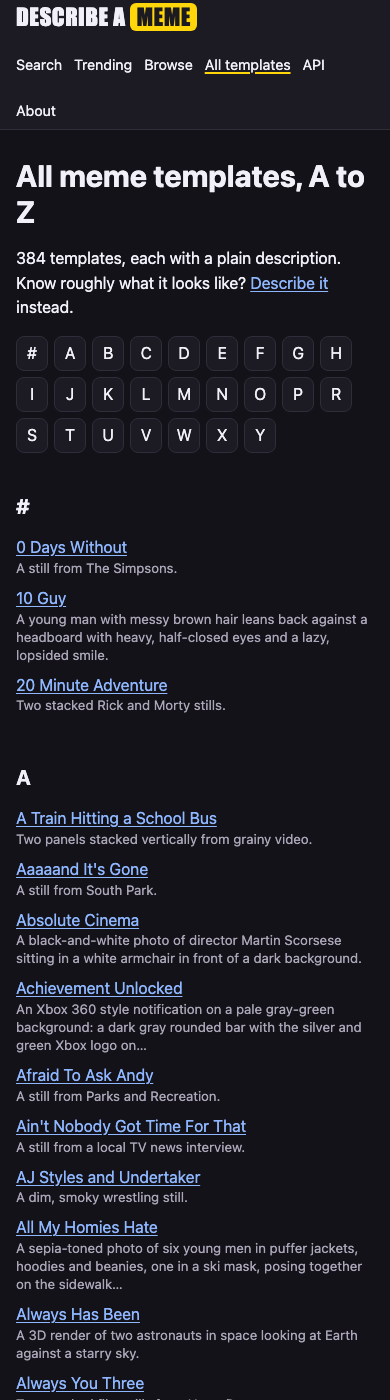 DESCRIBE A MEME
Search Trending Browse All templates API
About
All meme templates, A to
Z
384 templates, each with a plain description.
Know roughly what it looks like? Describe it
instead.
# A B C D E F G H
I J K L M N O P R
S T U V W X Y
#
0 Days Without
A still from The Simpsons.
10 Guy
A young man with messy brown hair leans back against a
headboard with heavy, half-closed eyes and a lazy,
lopsided smile.
20 Minute Adventure
Two stacked Rick and Morty stills.
A
A Train Hitting a School Bus
Two panels stacked vertically from grainy video.
Aaaaand It's Gone
A still from South Park.
Absolute Cinema
A black-and-white photo of director Martin Scorsese
sitting in a white armchair in front of a dark background.
Achievement Unlocked
An Xbox 360 style notification on a pale gray-green
background: a dark gray rounded bar with the silver and
green Xbox logo on…
Afraid To Ask Andy
A still from Parks and Recreation.
Ain't Nobody Got Time For That
A still from a local TV news interview.
AJ Styles and Undertaker
A dim, smoky wrestling still.
All My Homies Hate
A sepia-toned photo of six young men in puffer jackets,
hoodies and beanies, one in a ski mask, posing together
on the sidewalk…
Always Has Been
A 3D render of two astronauts in space looking at Earth
against a starry sky.
Always You Three